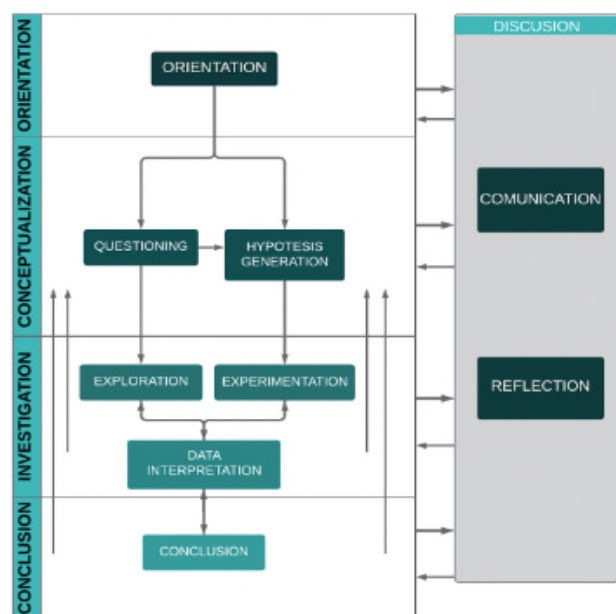 ORIENTATION
ORIENTATION
CONCEPTUALIZATION
QUESTIONING
HYPOTESIS
GENERATION
INVESTIGATION
EXPLORATION
EXPERIMENTATION
DATA
INTERPRETATION
CONCLUSION
CONCLUSION
DISCUSION
COMUNICATION
REFLECTION